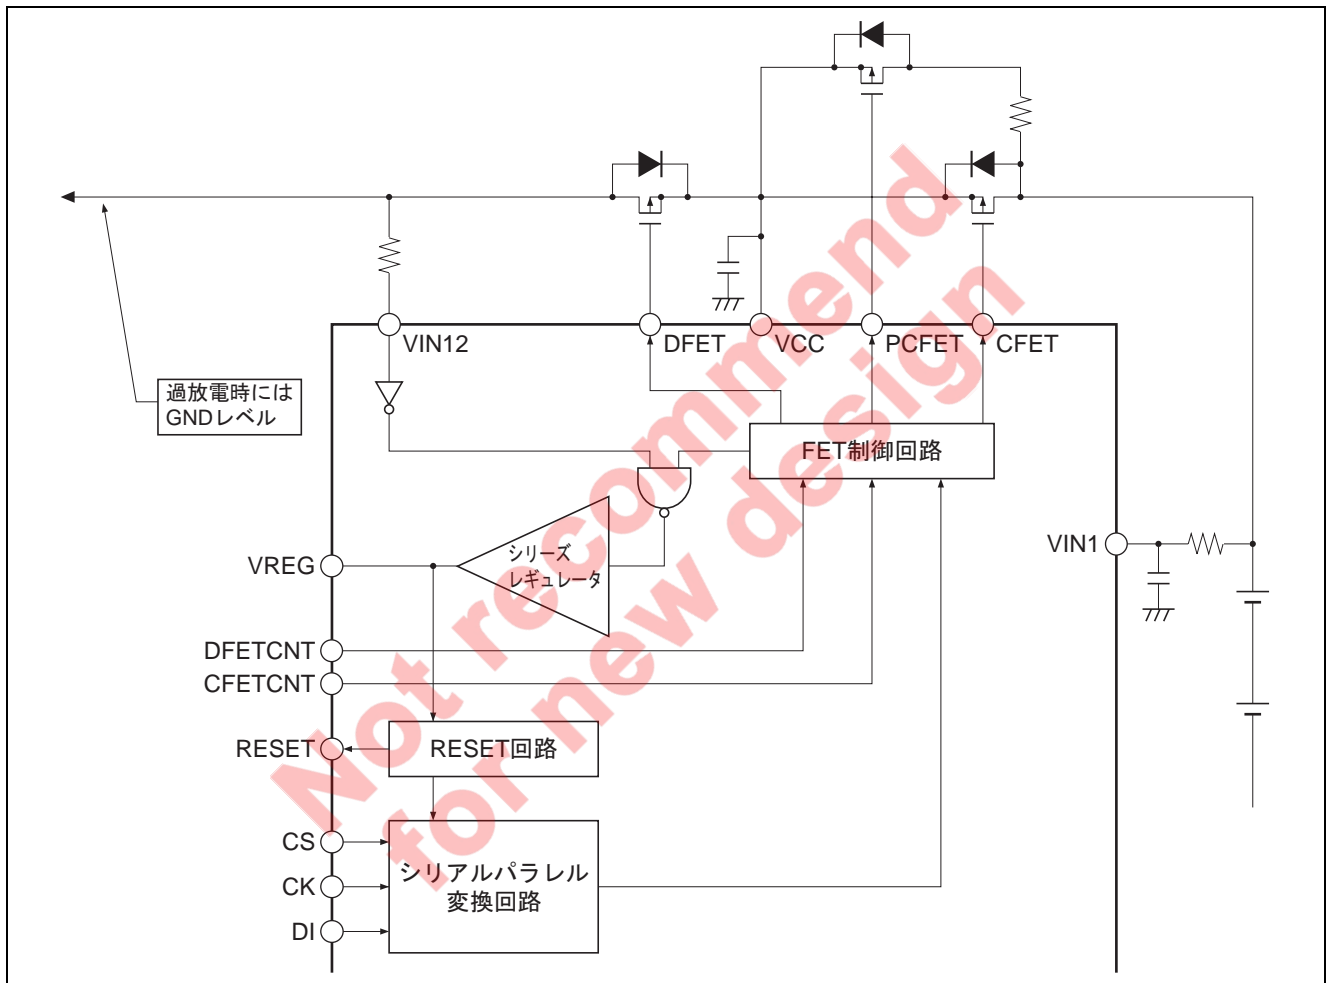 VIN12
DFET
VCC
PCFET
CFET
過放電時には
GNDレベル
FET制御回路
シリーズ
レギュレータ
VREG
VIN1
DFETCNT
CFETCNT
RESET
RESET回路
CS
CK
DI
シリアルパラレル
変換回路
Not recommend
for new design